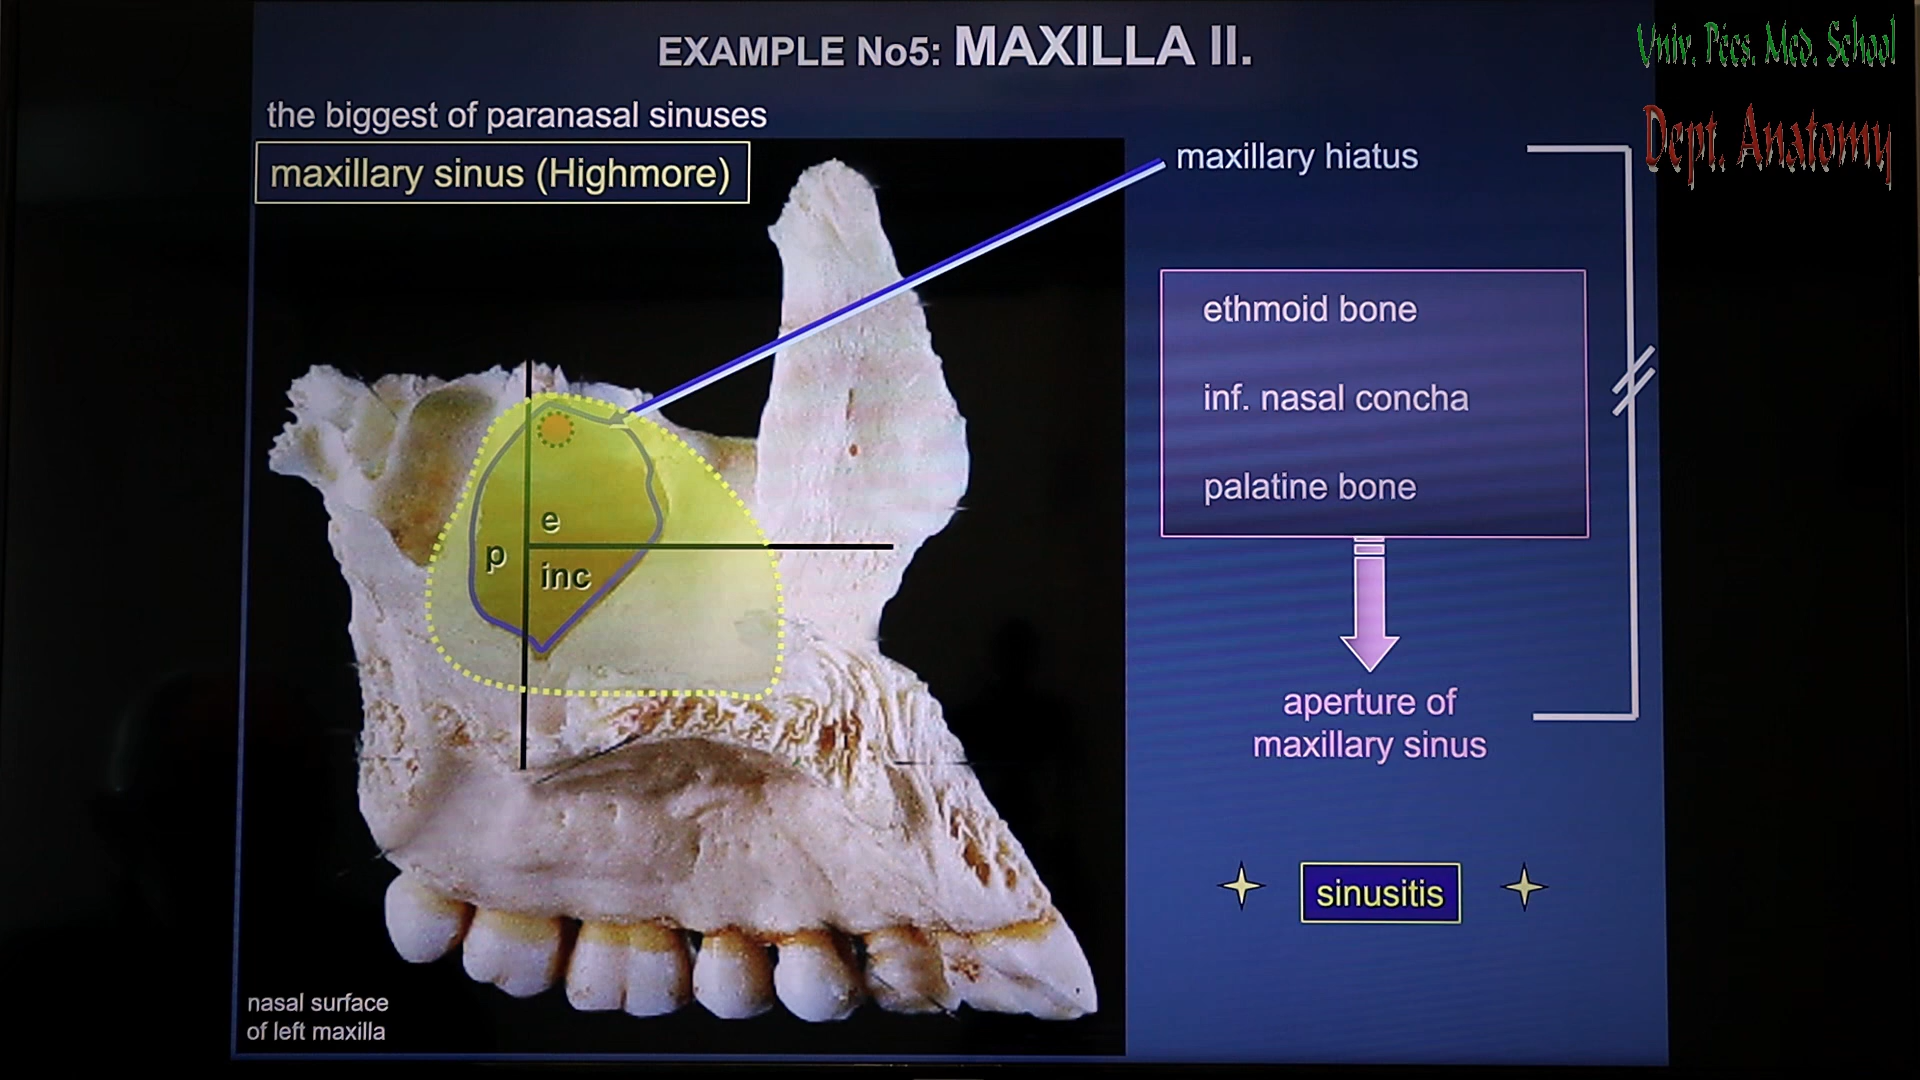 EXAMPLE No5: MAXILLA II.
Univ. Pécs. Med. School
Dept. Anatomy
the biggest of paranasal sinuses
maxillary sinus (Highmore)
maxillary hiatus
ethmoid bone
inf. nasal concha
palatine bone
e
p
inc
aperture of
maxillary sinus
sinusitis
nasal surface
of left maxilla